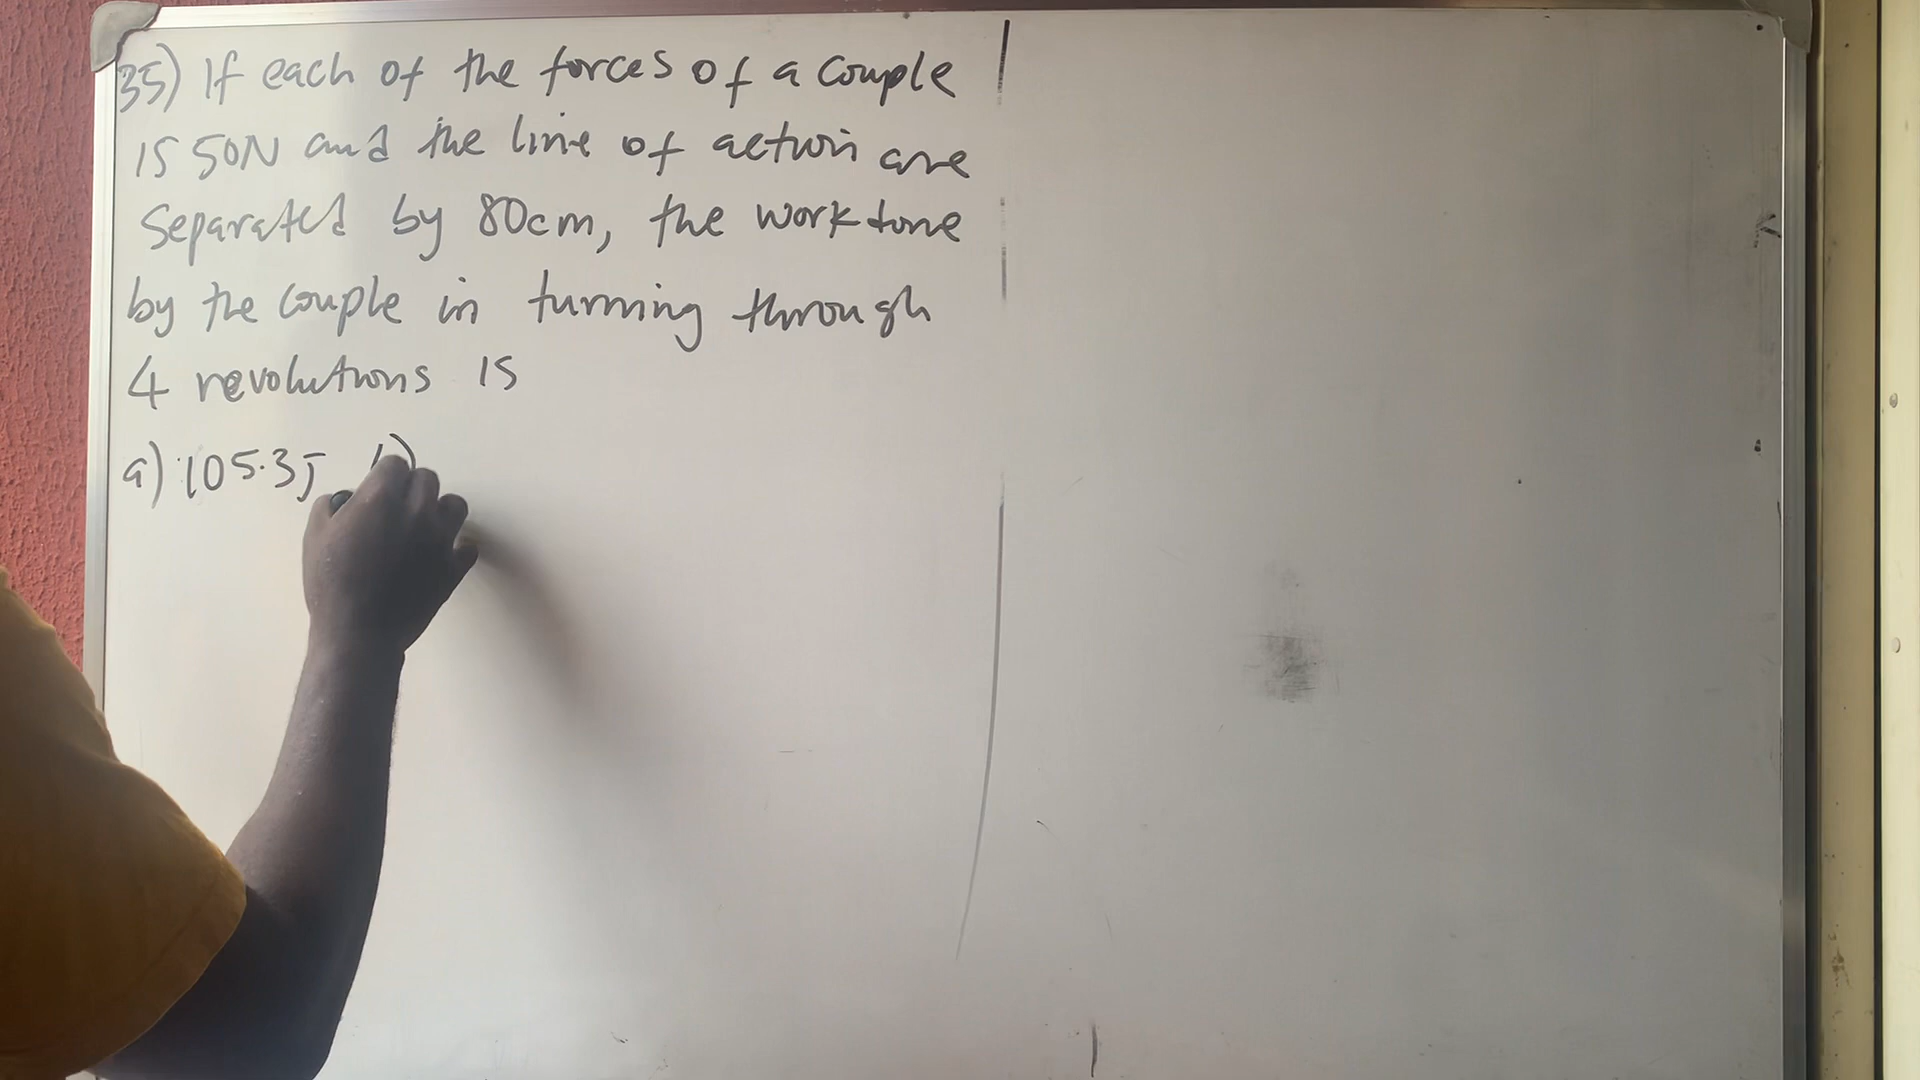 35) If each of the forces of a couple
is 50N and the line of action are
separated by 80cm, the work done
by the couple in turning through
4 revolutions is
a) 105.3J b)